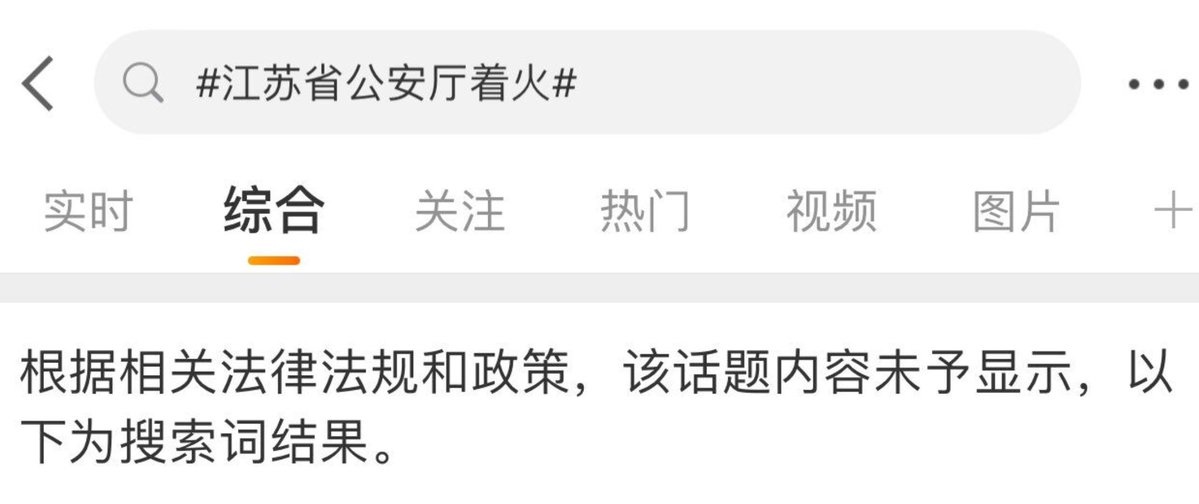 #江苏省公安厅着火#
实时 综合 关注 热门 视频 图片
根据相关法律法规和政策，该话题内容未予显示，以
下为搜索词结果。